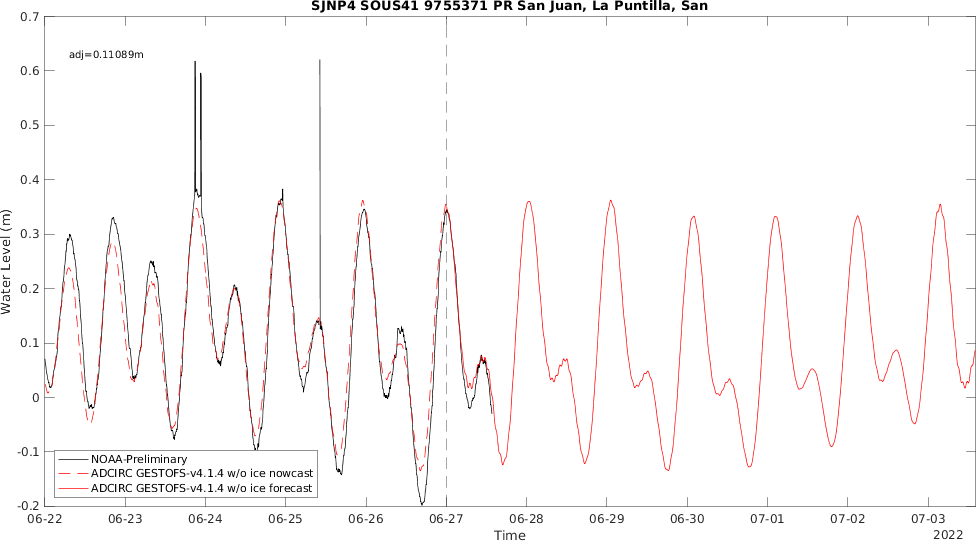 SJNP4 SOUS41 9755371 PR San Juan, La Puntilla, San
adj=0.11089m
Water Level (m)
0.7
0.6
0.5
0.4
0.3
0.2
0.1
0
-0.1
-0.2
NOAA-Preliminary
ADCIRC GESTOFS-v4.1.4 w/o ice nowcast
ADCIRC GESTOFS-v4.1.4 w/o ice forecast
06-22 06-23 06-24 06-25 06-26 06-27 06-28 06-29 06-30 07-01 07-02 07-03
Time
2022